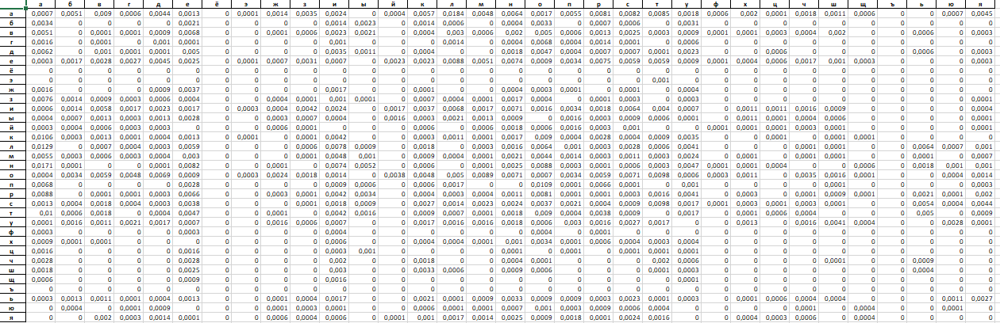 а б в г д е ё э ж з и ы й к л м н о п р с т у ф х ц ч ш щ ъ ь ю я
а 0,0007 0,0051 0,009 0,0006 0,0044 0,0013 0 0,0001 0,0014 0,0035 0,0024 0 0,0004 0,0057 0,0184 0,0048 0,0064 0,0017 0,0055 0,0081 0,0082 0,0085 0,0018 0,0006 0,002 0,0001 0,0018 0,0011 0,0006 0 0 0,0007 0,0045
б 0,0034 0 0 0 0 0,0021 0 0 0 0 0,0014 0,0023 0 0 0,0014 0,0006 0,0004 0,0033 0 0,0007 0,0006 0 0,0031 0 0 0 0 0 0 0 0 0 0
в 0,0051 0 0,0001 0,0001 0,0009 0,0068 0 0 0,0001 0,0006 0,0023 0,0021 0 0,0004 0,003 0,0006 0,002 0,005 0,0006 0,0013 0,0025 0,0003 0,0009 0,0001 0,0001 0,0003 0,0004 0,002 0 0 0,0006 0 0,0003
г 0,0016 0 0,0001 0 0,001 0,0001 0 0 0 0 0,001 0 0 0 0,0014 0 0,0004 0,0068 0,0004 0,0014 0,0001 0 0,0006 0 0 0 0 0 0 0 0 0 0
д 0,0062 0 0,001 0,0001 0,0001 0,005 0 0 0 0 0,0035 0,0011 0 0,0004 0 0 0,0018 0,0047 0,0004 0,0007 0,0007 0,0001 0,0023 0 0 0,0006 0 0 0 0 0,0006 0 0,0003
е 0,0003 0,0017 0,0028 0,0027 0,0045 0,0025 0 0,0001 0,0007 0,0031 0,0007 0 0,0023 0,0023 0,0088 0,0051 0,0074 0,0009 0,0034 0,0075 0,0059 0,0059 0,0009 0,0001 0,0004 0,0006 0,0017 0,001 0,0003 0 0 0 0,0003
ё 0 0 0 0 0 0 0 0 0 0 0 0 0 0 0 0 0 0 0 0 0 0 0 0 0 0 0 0 0 0 0 0 0
э 0 0 0 0 0 0 0 0 0 0 0 0 0 0 0 0 0 0 0 0 0 0,001 0 0 0 0 0 0 0 0 0 0 0
ж 0,0016 0 0 0 0,0009 0,0037 0 0 0 0 0,0017 0 0 0,0001 0 0 0,0004 0,0003 0,0001 0 0,0001 0 0,0004 0 0 0 0 0 0 0 0 0 0
з 0,0076 0,0014 0,0009 0,0003 0,0006 0,0004 0 0 0,0004 0,0001 0,001 0,0001 0 0,0007 0,0004 0,0001 0,0017 0,0004 0 0,0001 0,0003 0 0,0003 0 0 0 0 0 0 0 0 0 0,0001
и 0,0006 0,0014 0,0058 0,0017 0,0023 0,0017 0 0,0003 0,0004 0,0042 0,0024 0 0,0017 0,0037 0,0068 0,0017 0,0071 0,0016 0,0034 0,0018 0,0064 0,004 0,0007 0 0,0011 0,0011 0,0016 0,0009 0 0 0 0 0,0004
ы 0,0004 0,0007 0,0013 0,0003 0,0013 0,0028 0 0 0,0003 0,0007 0,0004 0 0,0016 0,0003 0,0021 0,0013 0,0009 0 0,0016 0,0003 0,0009 0,0006 0,0001 0 0,0011 0,0001 0,0004 0,0006 0 0 0 0 0,0001
й 0,0003 0,0004 0,0006 0,0003 0,0003 0 0 0 0,0006 0,0001 0 0 0 0,0006 0 0,0006 0,0018 0,0006 0,0016 0,0003 0,001 0 0 0,0001 0,0001 0,0001 0,0003 0,0001 0 0 0 0 0,0001
к 0,0106 0,0003 0,0013 0,0001 0,0004 0,0013 0 0,0001 0 0,0001 0,0042 0 0 0,0003 0,0011 0,0001 0,0017 0,009 0,0004 0,0028 0,0004 0,0009 0,0035 0 0 0,0001 0 0,0001 0,0001 0 0 0 0
л 0,0129 0 0,0007 0,0004 0,0003 0,0059 0 0 0 0,0006 0,0078 0,0009 0 0,0018 0 0,0003 0,0016 0,0064 0,001 0,0003 0,0028 0,0006 0,0041 0 0 0 0,0001 0,0001 0 0 0,0064 0,0007 0,001
м 0,0055 0,0003 0,0006 0,0003 0,0004 0,003 0 0 0 0,0001 0,0048 0,001 0 0,0009 0,0004 0,0001 0,0021 0,0044 0,0014 0,0003 0,0011 0,0003 0,0024 0 0,0001 0 0,0001 0,0001 0 0 0,0001 0 0,0007
н 0,0171 0,0001 0 0 0,0001 0,0082 0 0 0,0001 0 0,0074 0,0052 0 0,0006 0 0,0001 0,0025 0,0088 0,0003 0,0001 0,0006 0,0003 0,0047 0,0001 0,0001 0,0004 0 0 0,0006 0 0,0018 0,001 0,001
о 0,0004 0,0034 0,0059 0,0048 0,0069 0,0009 0 0,0003 0,0024 0,0018 0,0014 0 0,0038 0,0048 0,005 0,0089 0,0071 0,0007 0,0034 0,0059 0,0071 0,0098 0,0006 0,0003 0,0011 0 0,0035 0,0016 0,0001 0 0 0,0004 0,0014
п 0,0068 0 0 0 0 0,0028 0 0 0 0 0,0009 0,0006 0 0,0006 0,0017 0 0 0,0109 0,0001 0,0066 0,0001 0 0,001 0 0 0 0 0,0001 0 0 0 0 0,0003
р 0,0088 0 0,0001 0,0001 0,0003 0,0066 0 0 0,0003 0,0001 0,0042 0,0034 0 0,0004 0,0003 0,0004 0,0011 0,0081 0,0001 0,0001 0,0003 0,0016 0,0041 0 0,0003 0 0,0001 0,0009 0,0001 0 0,0021 0,0001 0,002
с 0,0013 0,0004 0,0018 0,0004 0,0003 0,0038 0 0 0 0,0001 0,0018 0,0009 0 0,0027 0,0014 0,0023 0,0024 0,0037 0,0021 0,0004 0,0009 0,0098 0,0017 0,0001 0,0003 0,0001 0,0003 0,0001 0 0 0,0054 0,0004 0,0044
т 0,01 0,0006 0,0018 0 0,0004 0,0047 0 0 0,0001 0 0,0042 0,0016 0 0,0009 0,0007 0,0001 0,0018 0,009 0,0004 0,0038 0,0009 0 0,0017 0 0,0001 0,0006 0,0004 0 0 0 0,005 0 0,0009
у 0,0001 0,0016 0,0011 0,0021 0,0017 0,0007 0 0 0,0016 0,0006 0,0007 0 0 0,0017 0,0016 0,0016 0,0018 0,0006 0,003 0,0016 0,0027 0,0017 0 0 0,0013 0 0,0016 0,0041 0,0004 0 0 0,0028 0,0001
ф 0,0003 0 0 0 0 0,0003 0 0 0 0 0,0004 0 0 0 0 0 0 0,0004 0 0,0001 0 0 0 0 0 0 0 0 0 0 0 0 0
х 0,0009 0,0001 0,0001 0 0 0 0 0 0 0 0,0006 0 0 0,0004 0,0004 0,0001 0,001 0,0034 0,0001 0,0006 0,0004 0,0003 0,0004 0 0 0 0 0 0 0 0 0 0
ц 0,0016 0 0 0 0 0,0016 0 0 0 0 0,0003 0,001 0 0 0 0 0,0001 0 0,0001 0 0,0001 0,0001 0,0001 0 0 0 0 0 0 0 0 0 0
ч 0,0028 0 0 0 0 0,0028 0 0 0 0 0,002 0 0 0,0018 0 0 0,0004 0,0001 0 0 0 0,002 0,0006 0 0 0 0 0,0001 0 0 0,0009 0 0
ш 0,0018 0 0 0 0 0,0025 0 0 0 0 0,003 0 0 0,0033 0,0006 0 0,0009 0,0006 0 0 0 0,0001 0,0003 0 0 0 0 0 0 0 0,0004 0 0
щ 0,0006 0 0 0 0 0,0009 0 0 0 0 0,0016 0 0 0 0 0 0 0 0 0 0 0 0,0001 0 0 0 0 0 0 0 0 0 0
ъ 0 0 0 0 0 0 0 0 0 0 0 0 0 0 0 0 0 0 0 0 0 0 0 0 0 0 0 0 0 0 0 0 0
ь 0,0003 0,0013 0,0011 0,0001 0,0004 0,0013 0 0 0,0001 0,0004 0,0017 0 0 0,0021 0,0001 0,0009 0,0033 0,0009 0,0009 0,0003 0,0023 0,0001 0,0003 0 0,0001 0,0006 0,0004 0,0004 0 0 0 0,0011 0,0027
ю 0 0,0004 0 0,0001 0,0009 0 0 0 0,0001 0,0003 0,0001 0 0 0,0006 0,0001 0,0001 0,0007 0,001 0,0003 0,0009 0,0006 0,0004 0 0 0 0 0,0001 0 0,0004 0 0 0,0001 0
я 0 0 0,002 0,0003 0,0014 0,0001 0 0 0,0006 0,0004 0,0006 0 0,0001 0,001 0,0017 0,0014 0,0025 0,0009 0,0018 0,0001 0,0024 0,0016 0 0 0,0004 0,0003 0,0006 0 0,0004 0 0 0 0